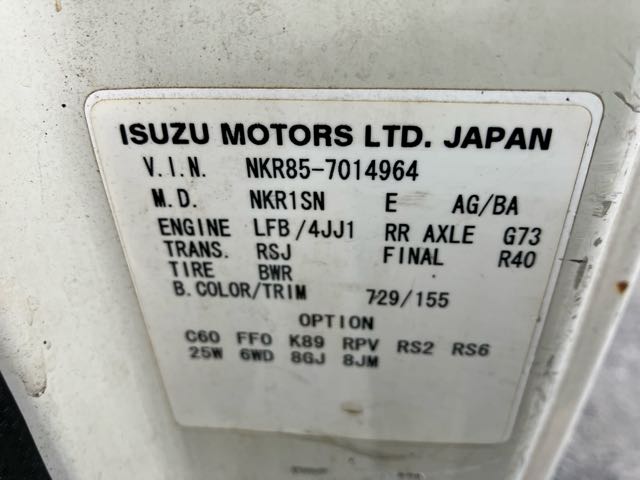 ISUZU MOTORS LTD. JAPAN
V.I.N. NKR85-7014964
M.D. NKR1SN E AG/BA
ENGINE LFB/4JJ1 RR AXLE G73
TRANS. RSJ FINAL R40
TIRE BWR
B.COLOR/TRIM 729/155
OPTION
C60 FFO K89 RPV RS2 RS6
25W 6WD 8GJ 8JM